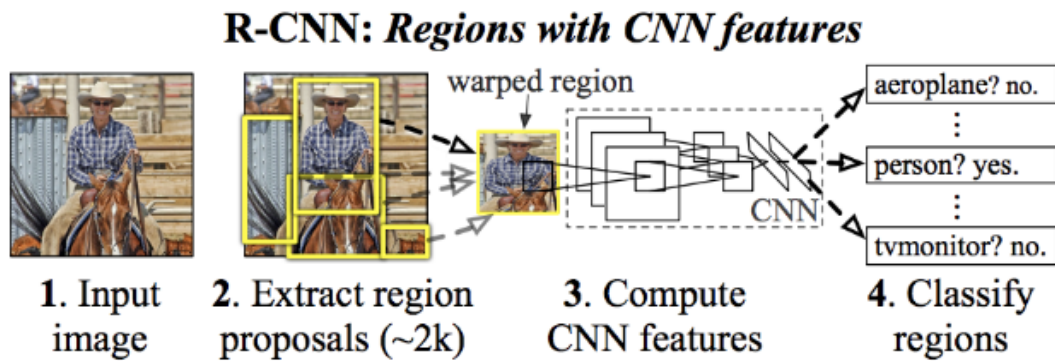 R-CNN: Regions with CNN features
warped region
aeroplane? no.
⋮
person? yes.
⋮
tvmonitor? no.
CNN
1. Input image
2. Extract region proposals (~2k)
3. Compute CNN features
4. Classify regions